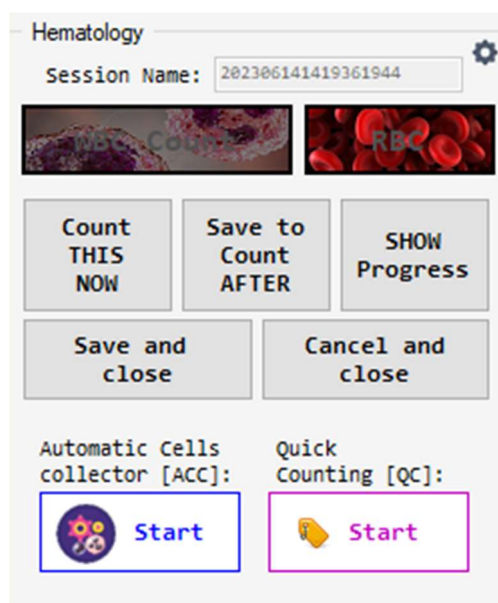 Hematology
Session Name: 202306141419361944
WBC Count RBC
Count THIS NOW
Save to Count AFTER
SHOW Progress
Save and close
Cancel and close
Automatic Cells collector [ACC]:
Quick Counting [QC]:
Start
Start